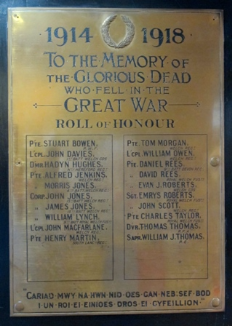 1914 1918
TO THE MEMORY OF
THE GLORIOUS DEAD
WHO FELL IN THE
GREAT WAR
ROLL OF HONOUR
PTE STUART BOWEN.
L.CPL JOHN DAVIES.
HADYN HUGHES.
PTE ALFRED JENKINS.
" MORRIS JONES.
CORP JOHN JONES.
" JAMES JONES.
" WILLIAM LYNCH.
L.CPL JOHN MACFARLANE.
PTE HENRY MARTIN.
PTE TOM MORGAN.
L.CPL WILLIAM OWEN.
PTE DANIEL REES.
" DAVID REES.
" EVAN J. ROBERTS.
SGT EMRYS ROBERTS.
" JOHN SCOTT.
PTE CHARLES TAYLOR.
DVR THOMAS THOMAS.
SAPR WILLIAM J. THOMAS.
CARIAD MWY NA HWN NID OES GAN NEB: SEF BOD
I UN ROI EI EINIOES DROS EI GYFEILLION